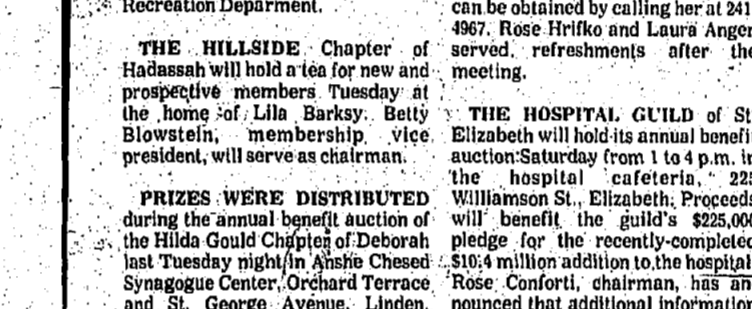 Recreation Deparment.
THE HILLSIDE Chapter of
Hadassah will hold a tea for new and
prospective members Tuesday at
the home of Lila Barksy. Betty
Blowstein, membership vice
president, will serve as chairman.
PRIZES WERE DISTRIBUTED
during the annual benefit auction of
the Hilda Gould Chapter of Deborah
last Tuesday night in Anshe Chesed
Synagogue Center, Orchard Terrace
and St. George Avenue, Linden.
can be obtained by calling her at 241
4967. Rose Hrifko and Laura Anger
served refreshments after the
meeting.
THE HOSPITAL GUILD of St
Elizabeth will hold its annual benefi
auction Saturday from 1 to 4 p.m. in
the hospital cafeteria, 225
Williamson St., Elizabeth. Proceeds
will benefit the guild's $225,000
pledge for the recently-completed
$10.4 million addition to the hospital
Rose Conforti, chairman, has an
nounced that additional information